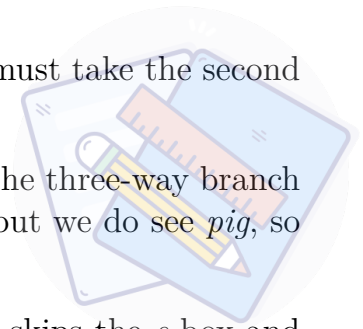 must take the second
he three-way branch
out we do see pig, so
skips the c box and